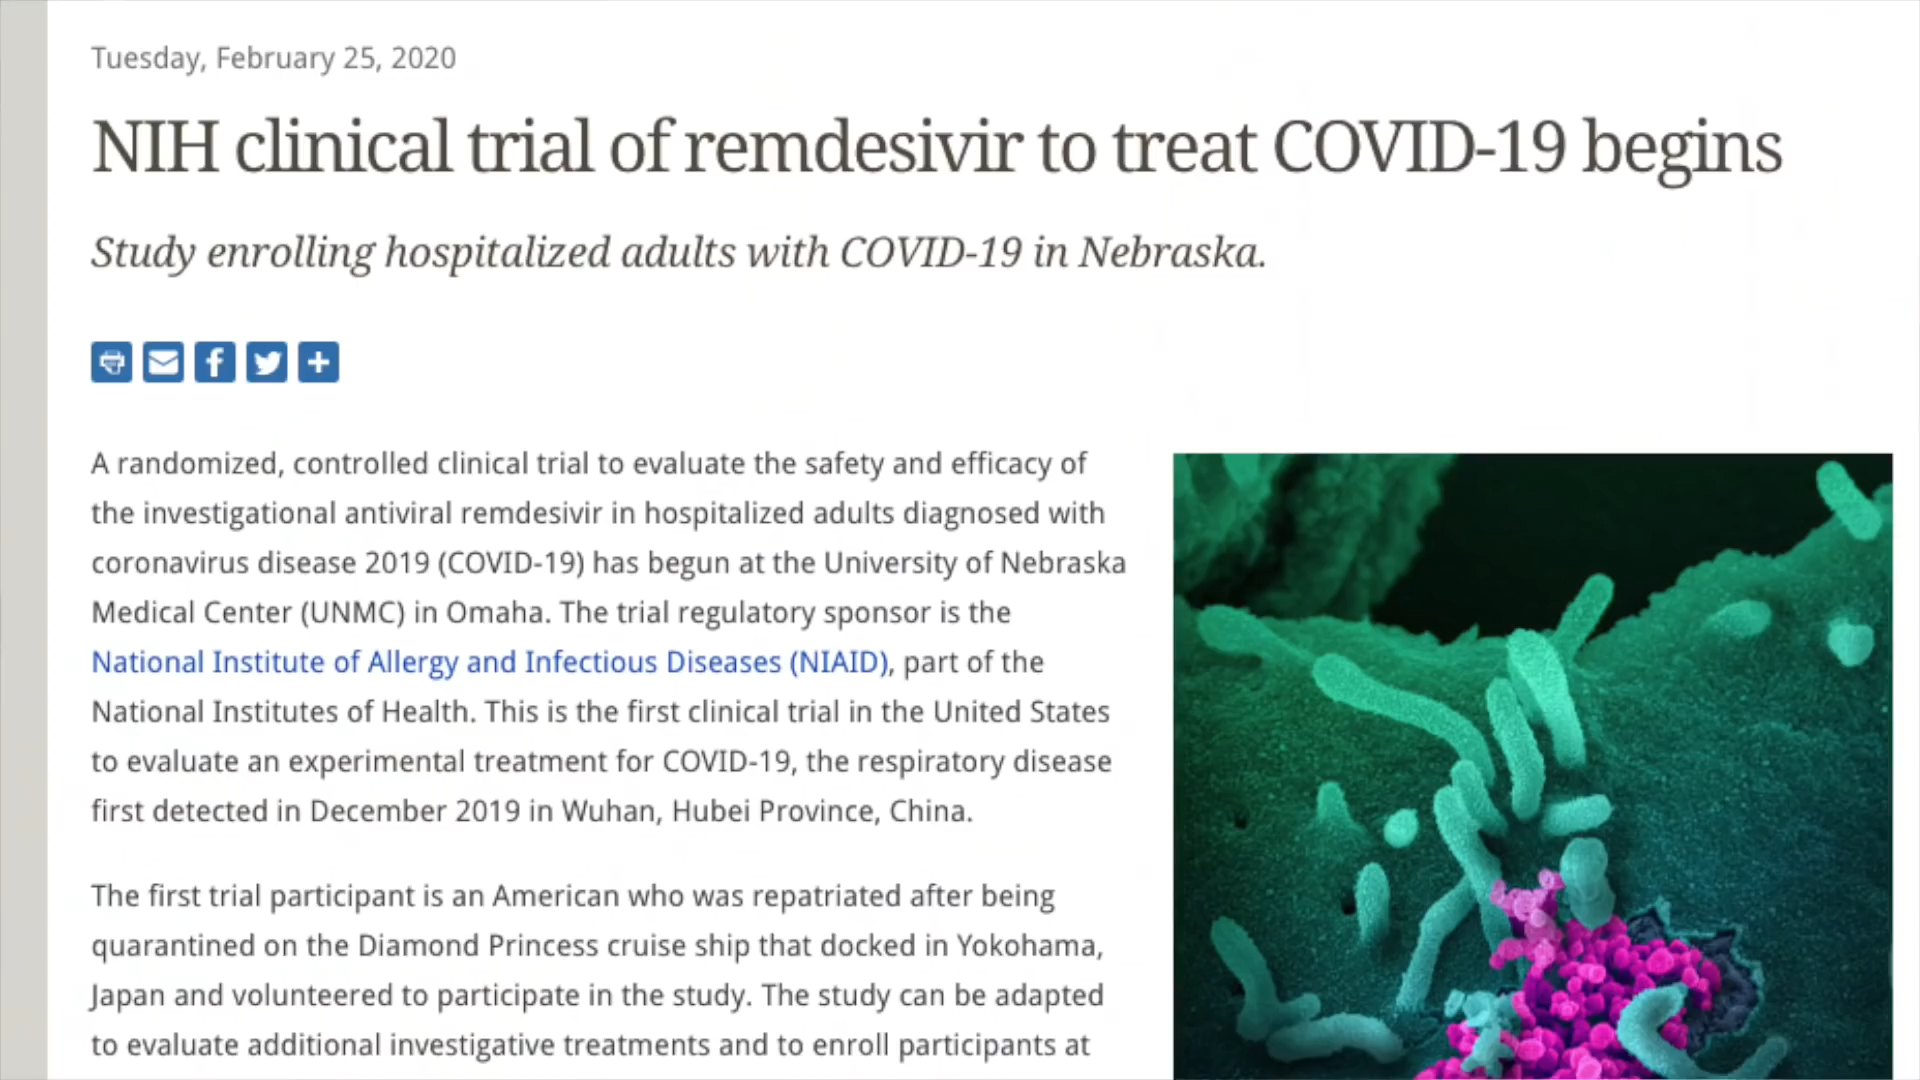 Tuesday, February 25, 2020
NIH clinical trial of remdesivir to treat COVID-19 begins
Study enrolling hospitalized adults with COVID-19 in Nebraska.
A randomized, controlled clinical trial to evaluate the safety and efficacy of
the investigational antiviral remdesivir in hospitalized adults diagnosed with
coronavirus disease 2019 (COVID-19) has begun at the University of Nebraska
Medical Center (UNMC) in Omaha. The trial regulatory sponsor is the
National Institute of Allergy and Infectious Diseases (NIAID), part of the
National Institutes of Health. This is the first clinical trial in the United States
to evaluate an experimental treatment for COVID-19, the respiratory disease
first detected in December 2019 in Wuhan, Hubei Province, China.
The first trial participant is an American who was repatriated after being
quarantined on the Diamond Princess cruise ship that docked in Yokohama,
Japan and volunteered to participate in the study. The study can be adapted
to evaluate additional investigative treatments and to enroll participants at